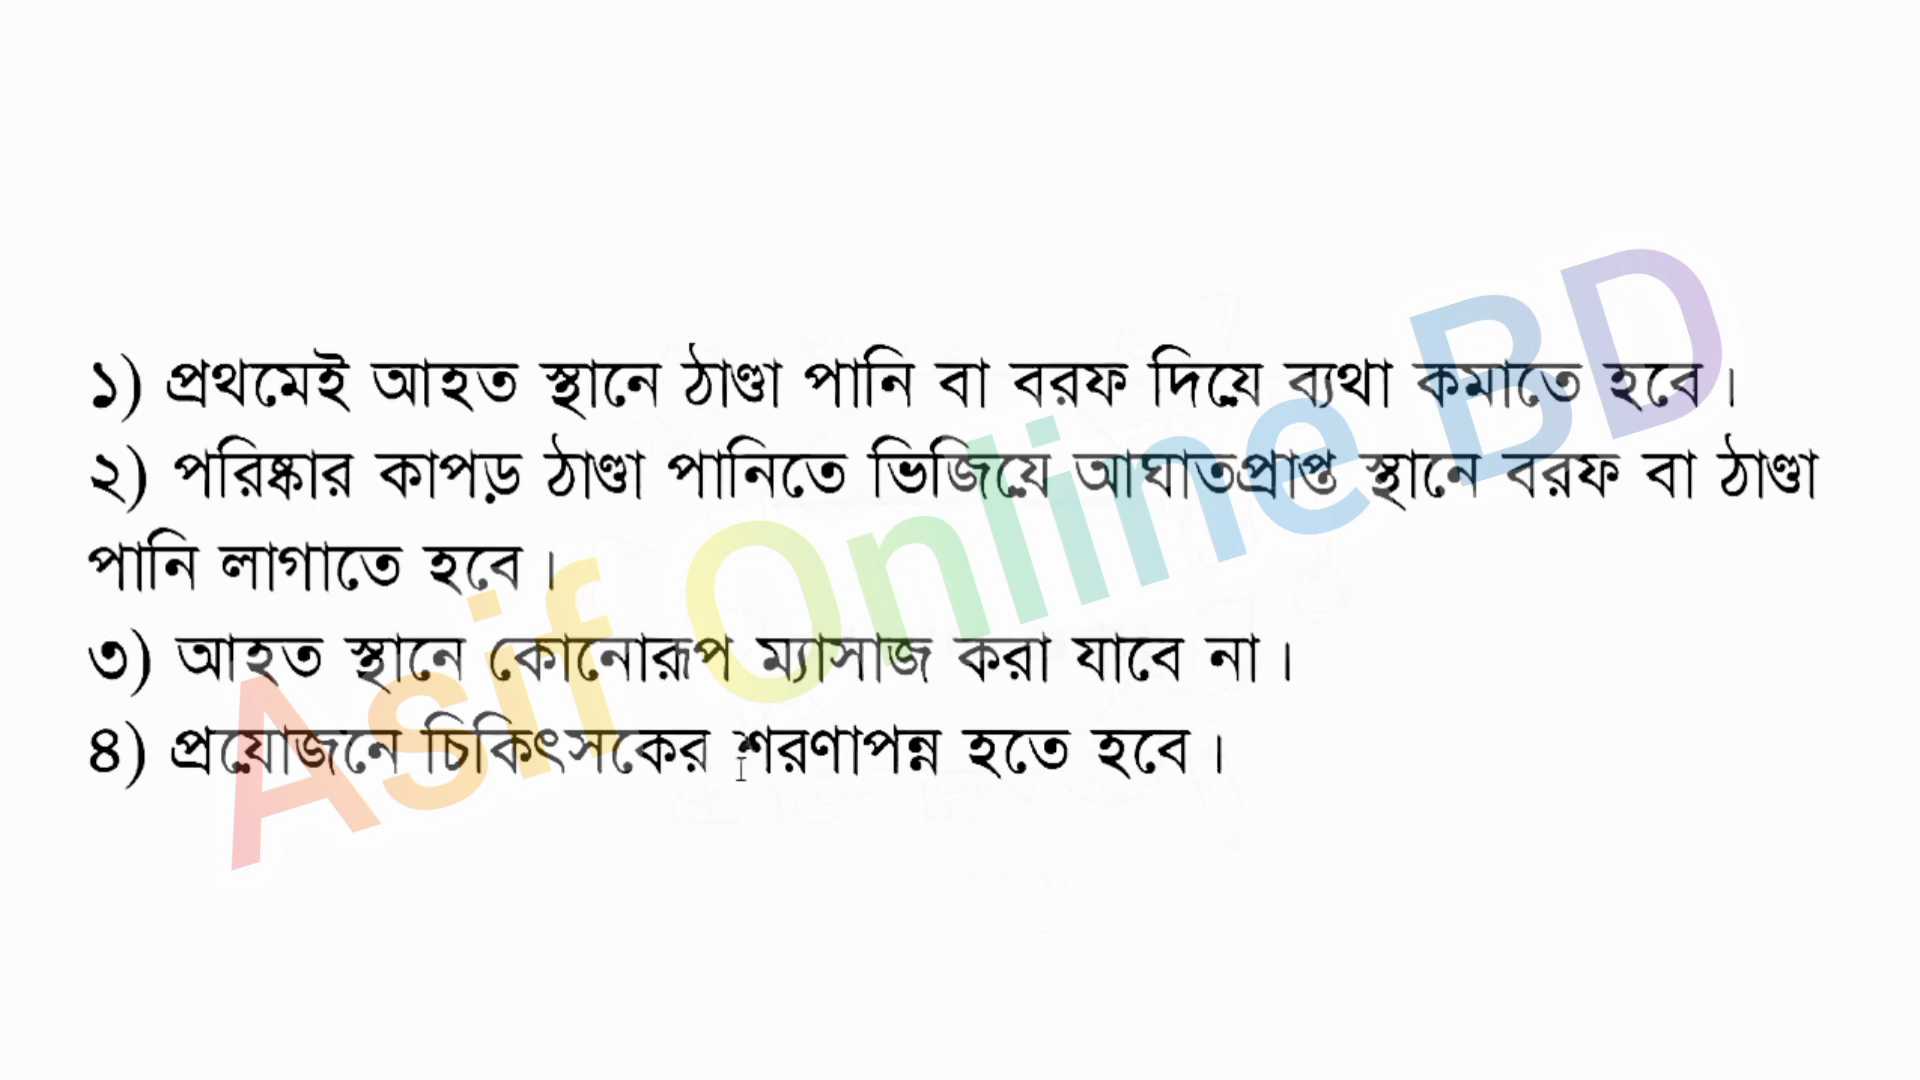 ১) প্রথমেই আহত স্থানে ঠাণ্ডা পানি বা বরফ দিয়ে ব্যথা কমাতে হবে।
২) পরিষ্কার কাপড় ঠাণ্ডা পানিতে ভিজিয়ে আঘাতপ্রাপ্ত স্থানে বরফ বা ঠাণ্ডা
পানি লাগাতে হবে।
৩) আহত স্থানে কোনোরূপ ম্যাসাজ করা যাবে না।
৪) প্রয়োজনে চিকিৎসকের শরণাপন্ন হতে হবে।
Asif Online BD